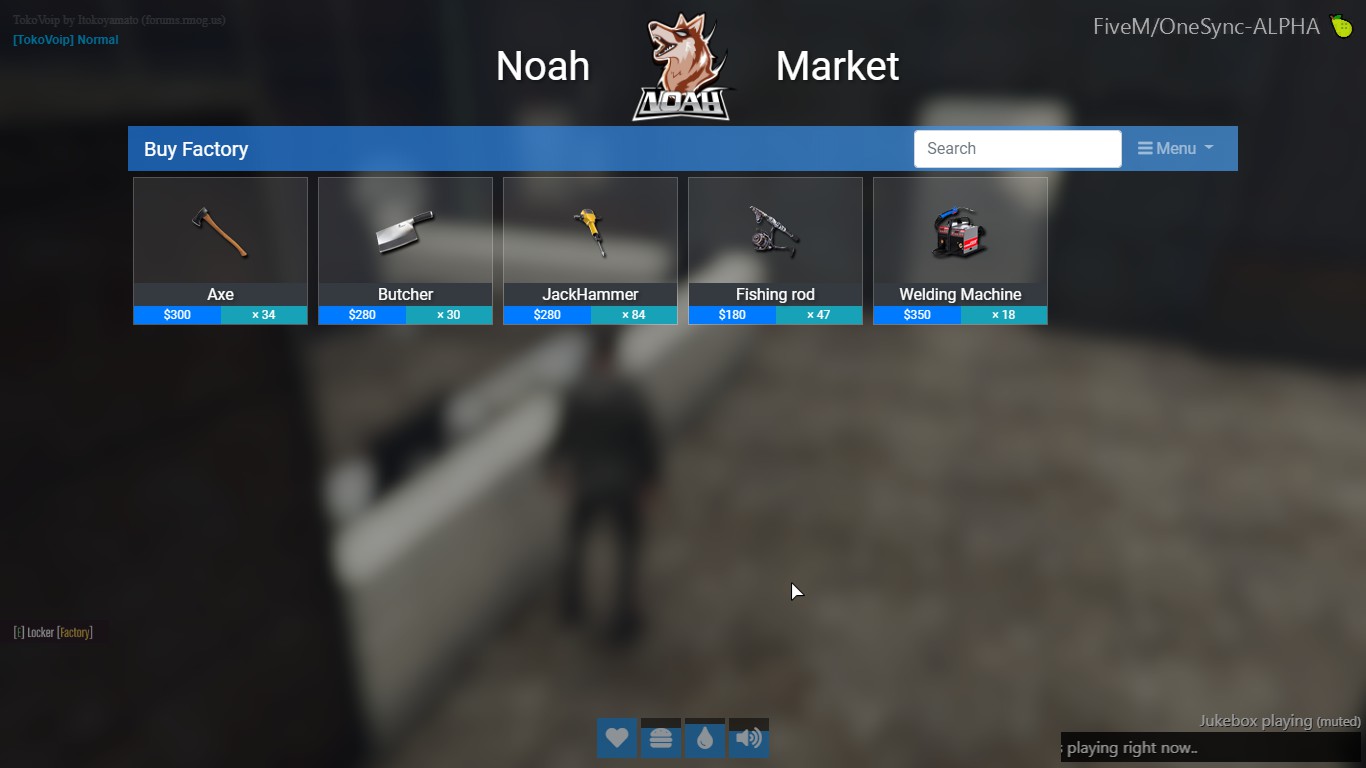 TokoVoip by Itokoyamato (forums.rmog.us)
[TokoVoip] Normal
FiveM/OneSync-ALPHA
Noah
NOAH
Market
Buy Factory
Search
Menu
Axe
Butcher
JackHammer
Fishing rod
Welding Machine
$300
× 34
$280
× 30
$280
× 84
$180
× 47
$350
× 18
[E] Locker [Factory]
Jukebox playing (muted)
playing right now..